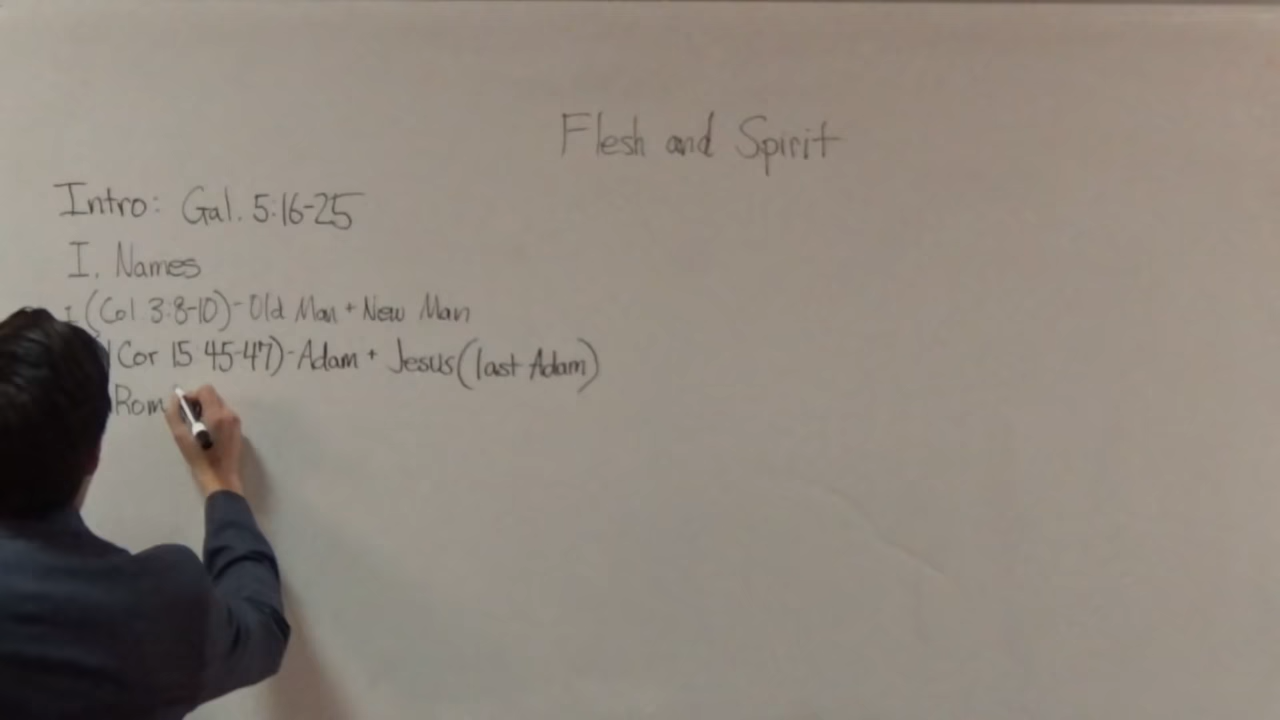 Flesh and Spirit
Intro: Gal. 5:16-25
I. Names
(Col 3:8-10)-Old Man + New Man
Cor 15 45-47)-Adam + Jesus (last Adam)
Rom